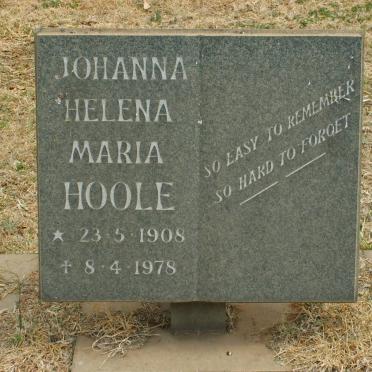 JOHANNA
HELENA
MARIA
HOOLE
★ 23·5·1908
✝ 8·4·1978
SO EASY TO REMEMBER
SO HARD TO FORGET